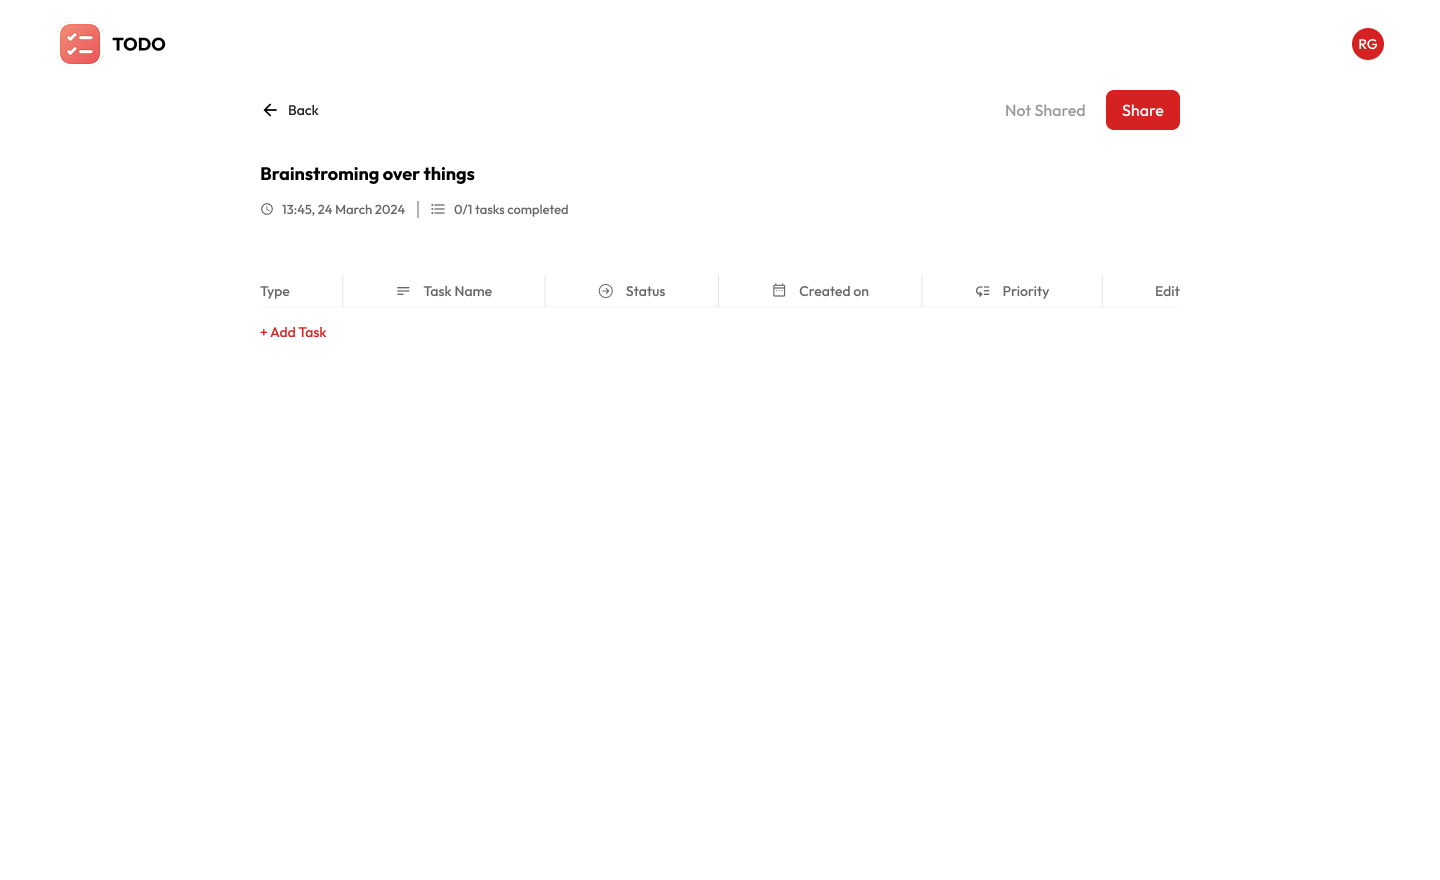 TODO
RG
Back
Not Shared
Share
Brainstroming over things
13:45, 24 March 2024
0/1 tasks completed
Type
Task Name
Status
Created on
Priority
Edit
+ Add Task